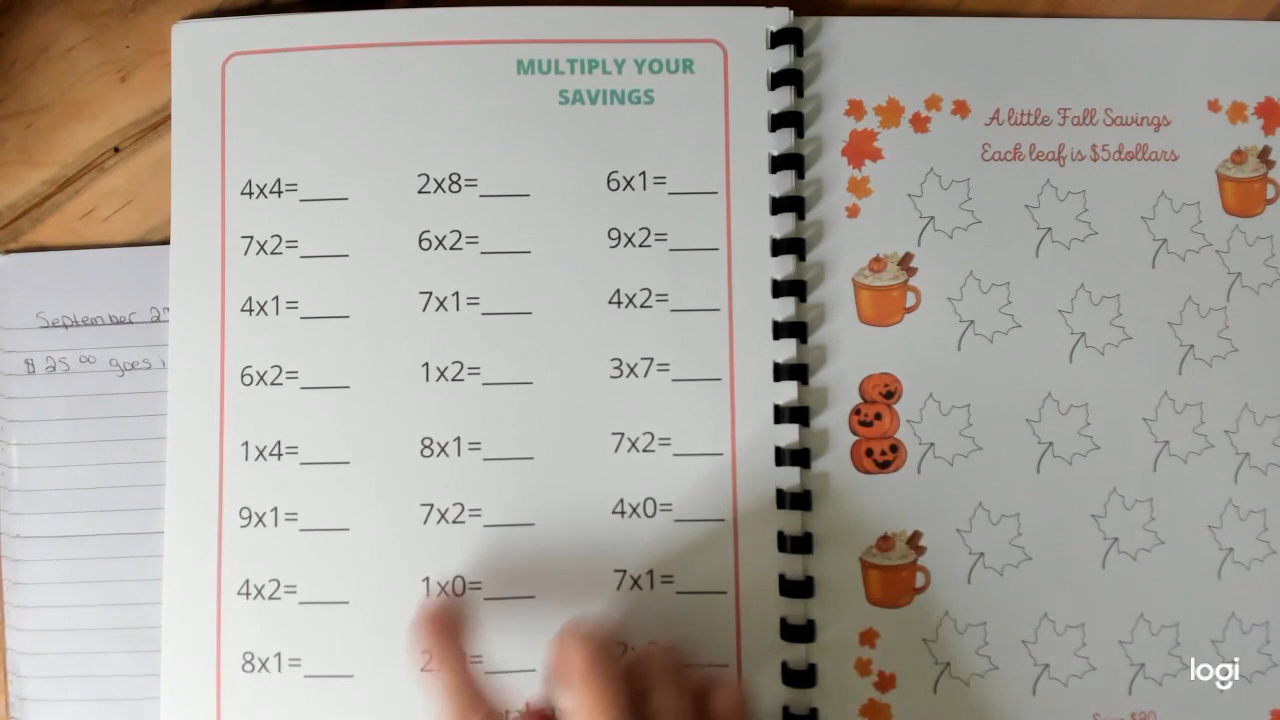 MULTIPLY YOUR
SAVINGS
4x4=____ 2x8=____ 6x1=____
7x2=____ 6x2=____ 9x2=____
4x1=____ 7x1=____ 4x2=____
6x2=____ 1x2=____ 3x7=____
1x4=____ 8x1=____ 7x2=____
9x1=____ 7x2=____ 4x0=____
4x2=____ 1x0=____ 7x1=____
8x1=____
September
$25.00 goes
A little Fall Savings
Each leaf is $5dollars
logi